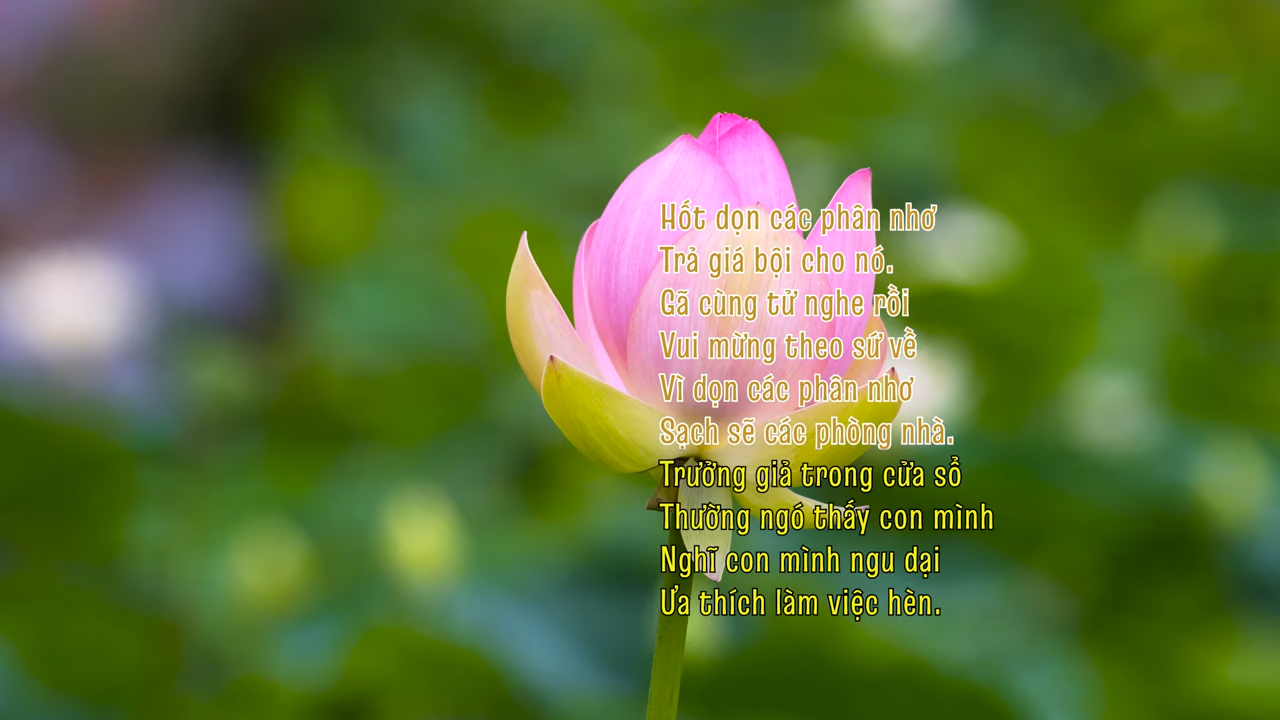 Hốt dọn các phân nhơ
Trả giá bội cho nó.
Gã cùng tử nghe rồi
Vui mừng theo sứ về
Vì dọn các phân nhơ
Sạch sẽ các phòng nhà.
Trưởng giả trong cửa sổ
Thường ngó thấy con mình
Nghĩ con mình ngu dại
Ưa thích làm việc hèn.